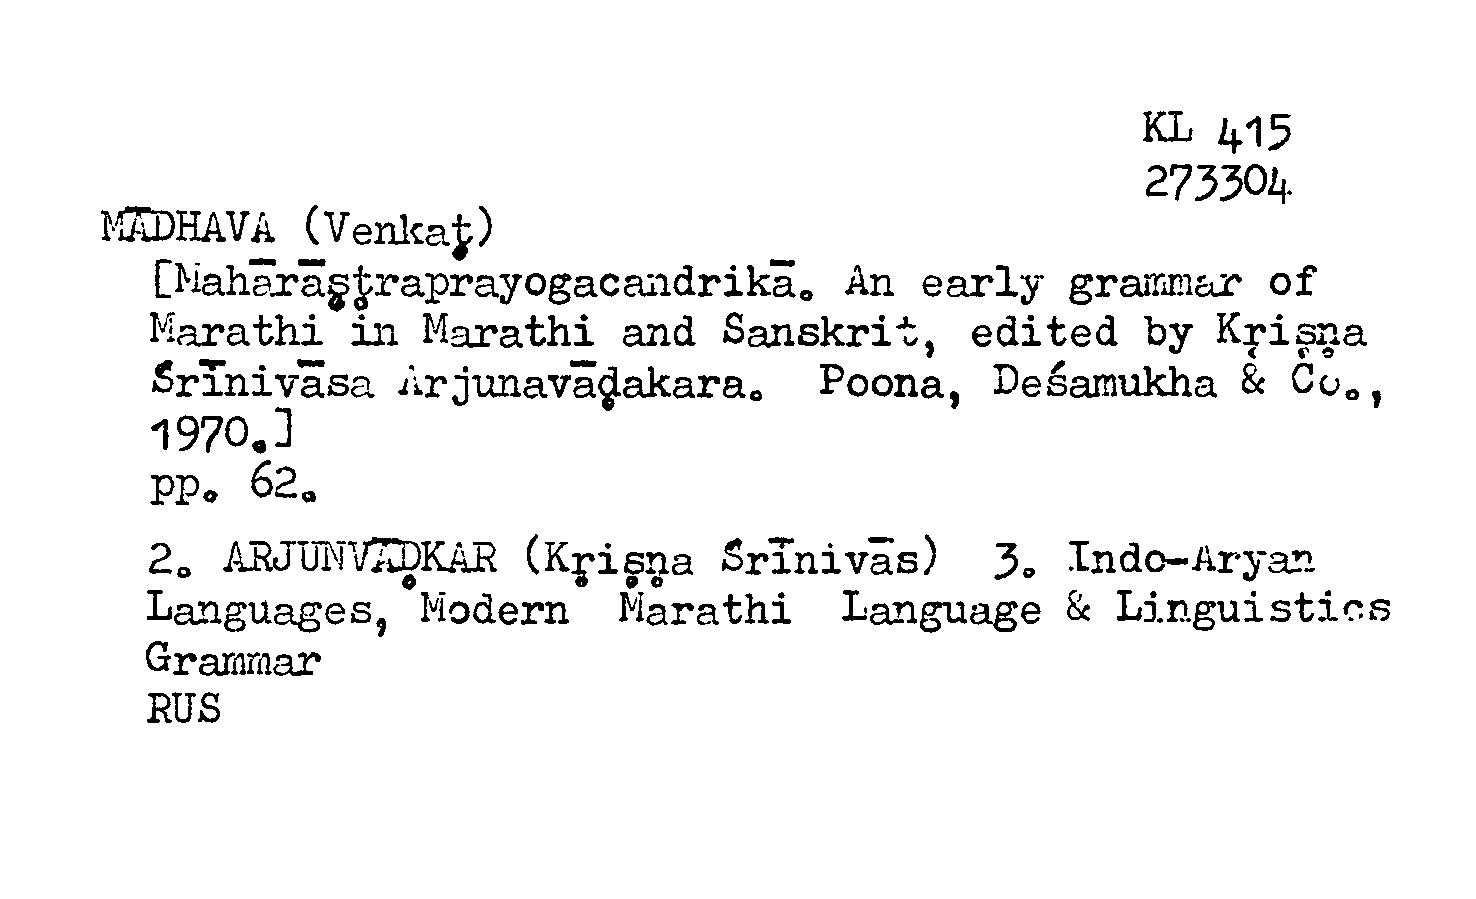 KL 415
273304
MĀDHAVA (Venkaṭ)
[Mahārāṣṭraprayogacandrikā. An early grammar of
Marathi in Marathi and Sanskrit, edited by Kṛiṣṇa
Śrīnivāsa Arjunavāḍakara. Poona, Deśamukha & Co.,
1970.]
pp. 62.
2. ARJUNVĀḌKAR (Kṛiṣṇa Śrīnivās) 3. Indo-Aryan
Languages, Modern Marathi Language & Linguistics
Grammar
RUS